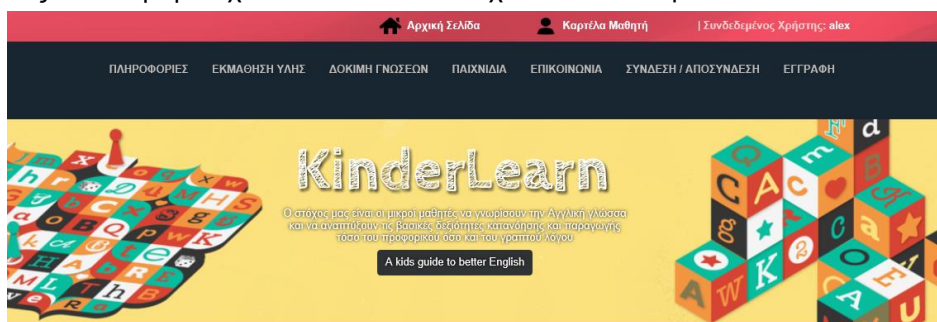 Αρχική Σελίδα Καρτέλα Μαθητή | Συνδεδεμένος Χρήστης: alex
ΠΛΗΡΟΦΟΡΙΕΣ ΕΚΜΑΘΗΣΗ ΥΛΗΣ ΔΟΚΙΜΗ ΓΝΩΣΕΩΝ ΠΑΙΧΝΙΔΙΑ ΕΠΙΚΟΙΝΩΝΙΑ ΣΥΝΔΕΣΗ / ΑΠΟΣΥΝΔΕΣΗ ΕΓΓΡΑΦΗ
KinderLearn
Ο στόχος μας είναι οι μικροί μαθητές να γνωρίσουν την Αγγλική γλώσσα
και να αναπτύξουν τις βασικές δεξιότητες κατανόησης και παραγωγής
τόσο του προφορικού όσο και του γραπτού λόγου
A kids guide to better English